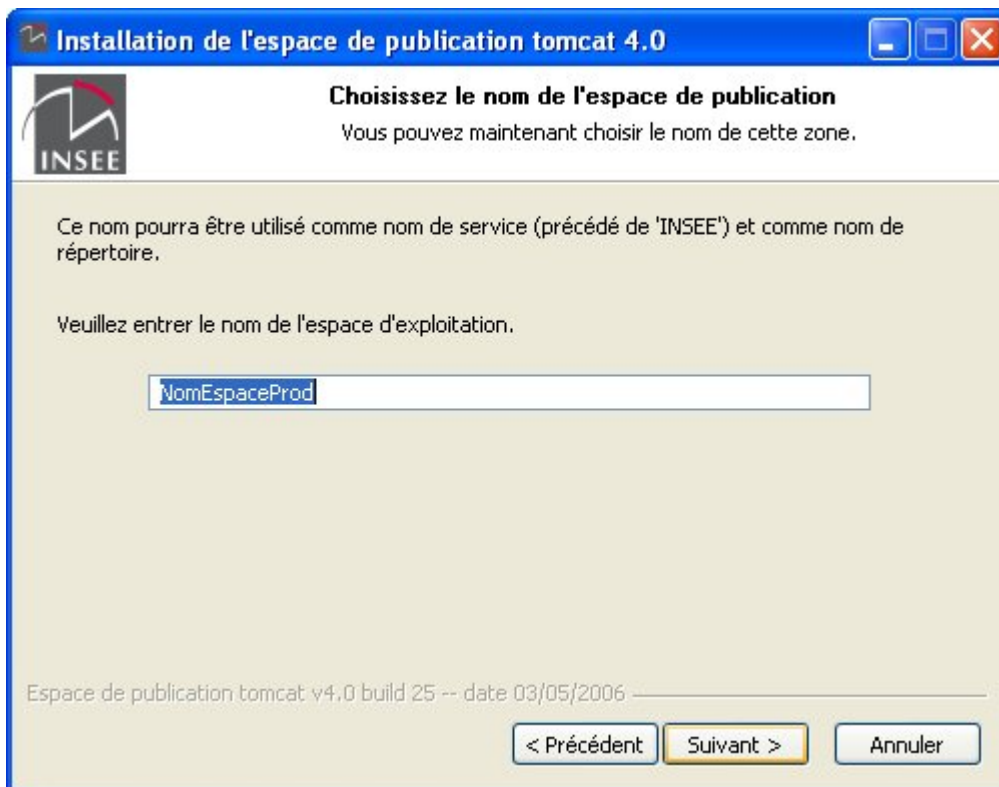 Installation de l'espace de publication tomcat 4.0
INSEE
Choisissez le nom de l'espace de publication
Vous pouvez maintenant choisir le nom de cette zone.
Ce nom pourra être utilisé comme nom de service (précédé de 'INSEE') et comme nom de
répertoire.
Veuillez entrer le nom de l'espace d'exploitation.
NomEspaceProd
Espace de publication tomcat v4.0 build 25 -- date 03/05/2006
< Précédent Suivant > Annuler